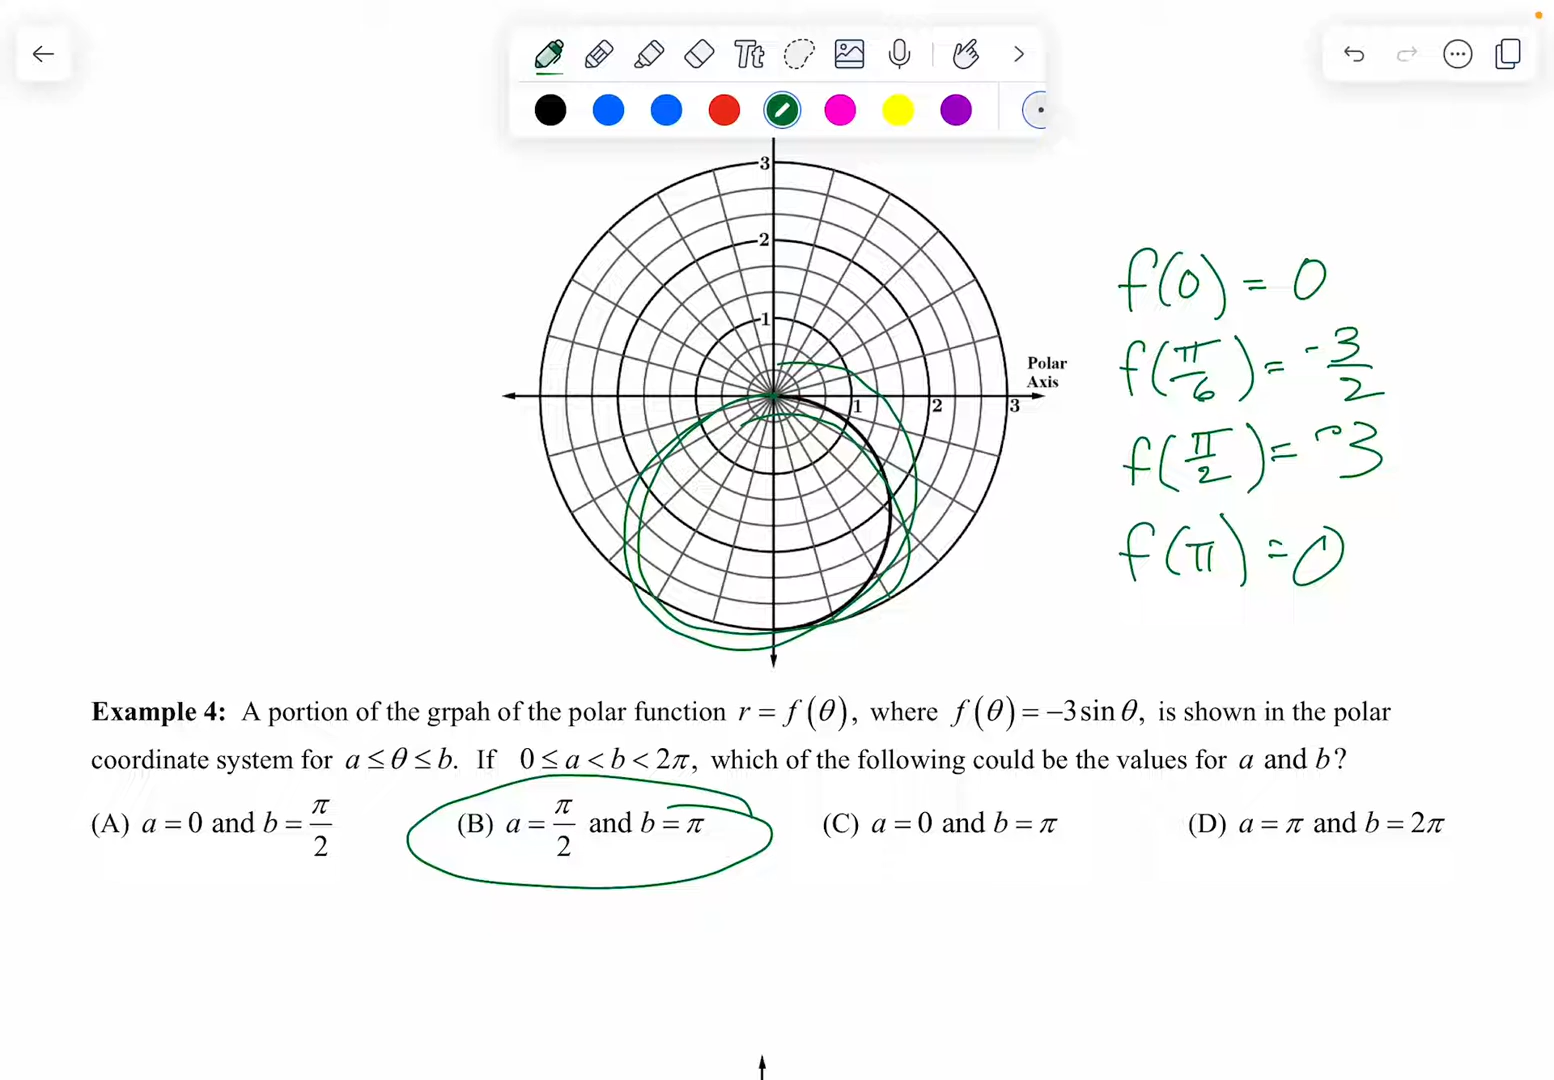 Tt
3
2
1
Polar
Axis
1
2
3
f(0) = 0
f(π/6) = -3/2
f(π/2) = -3
f(π) = 0
Example 4: A portion of the grpah of the polar function r = f(θ), where f(θ) = −3 sin θ, is shown in the polar
coordinate system for a ≤ θ ≤ b. If 0 ≤ a < b < 2π, which of the following could be the values for a and b?
(A) a = 0 and b = π/2 (B) a = π/2 and b = π (C) a = 0 and b = π (D) a = π and b = 2π